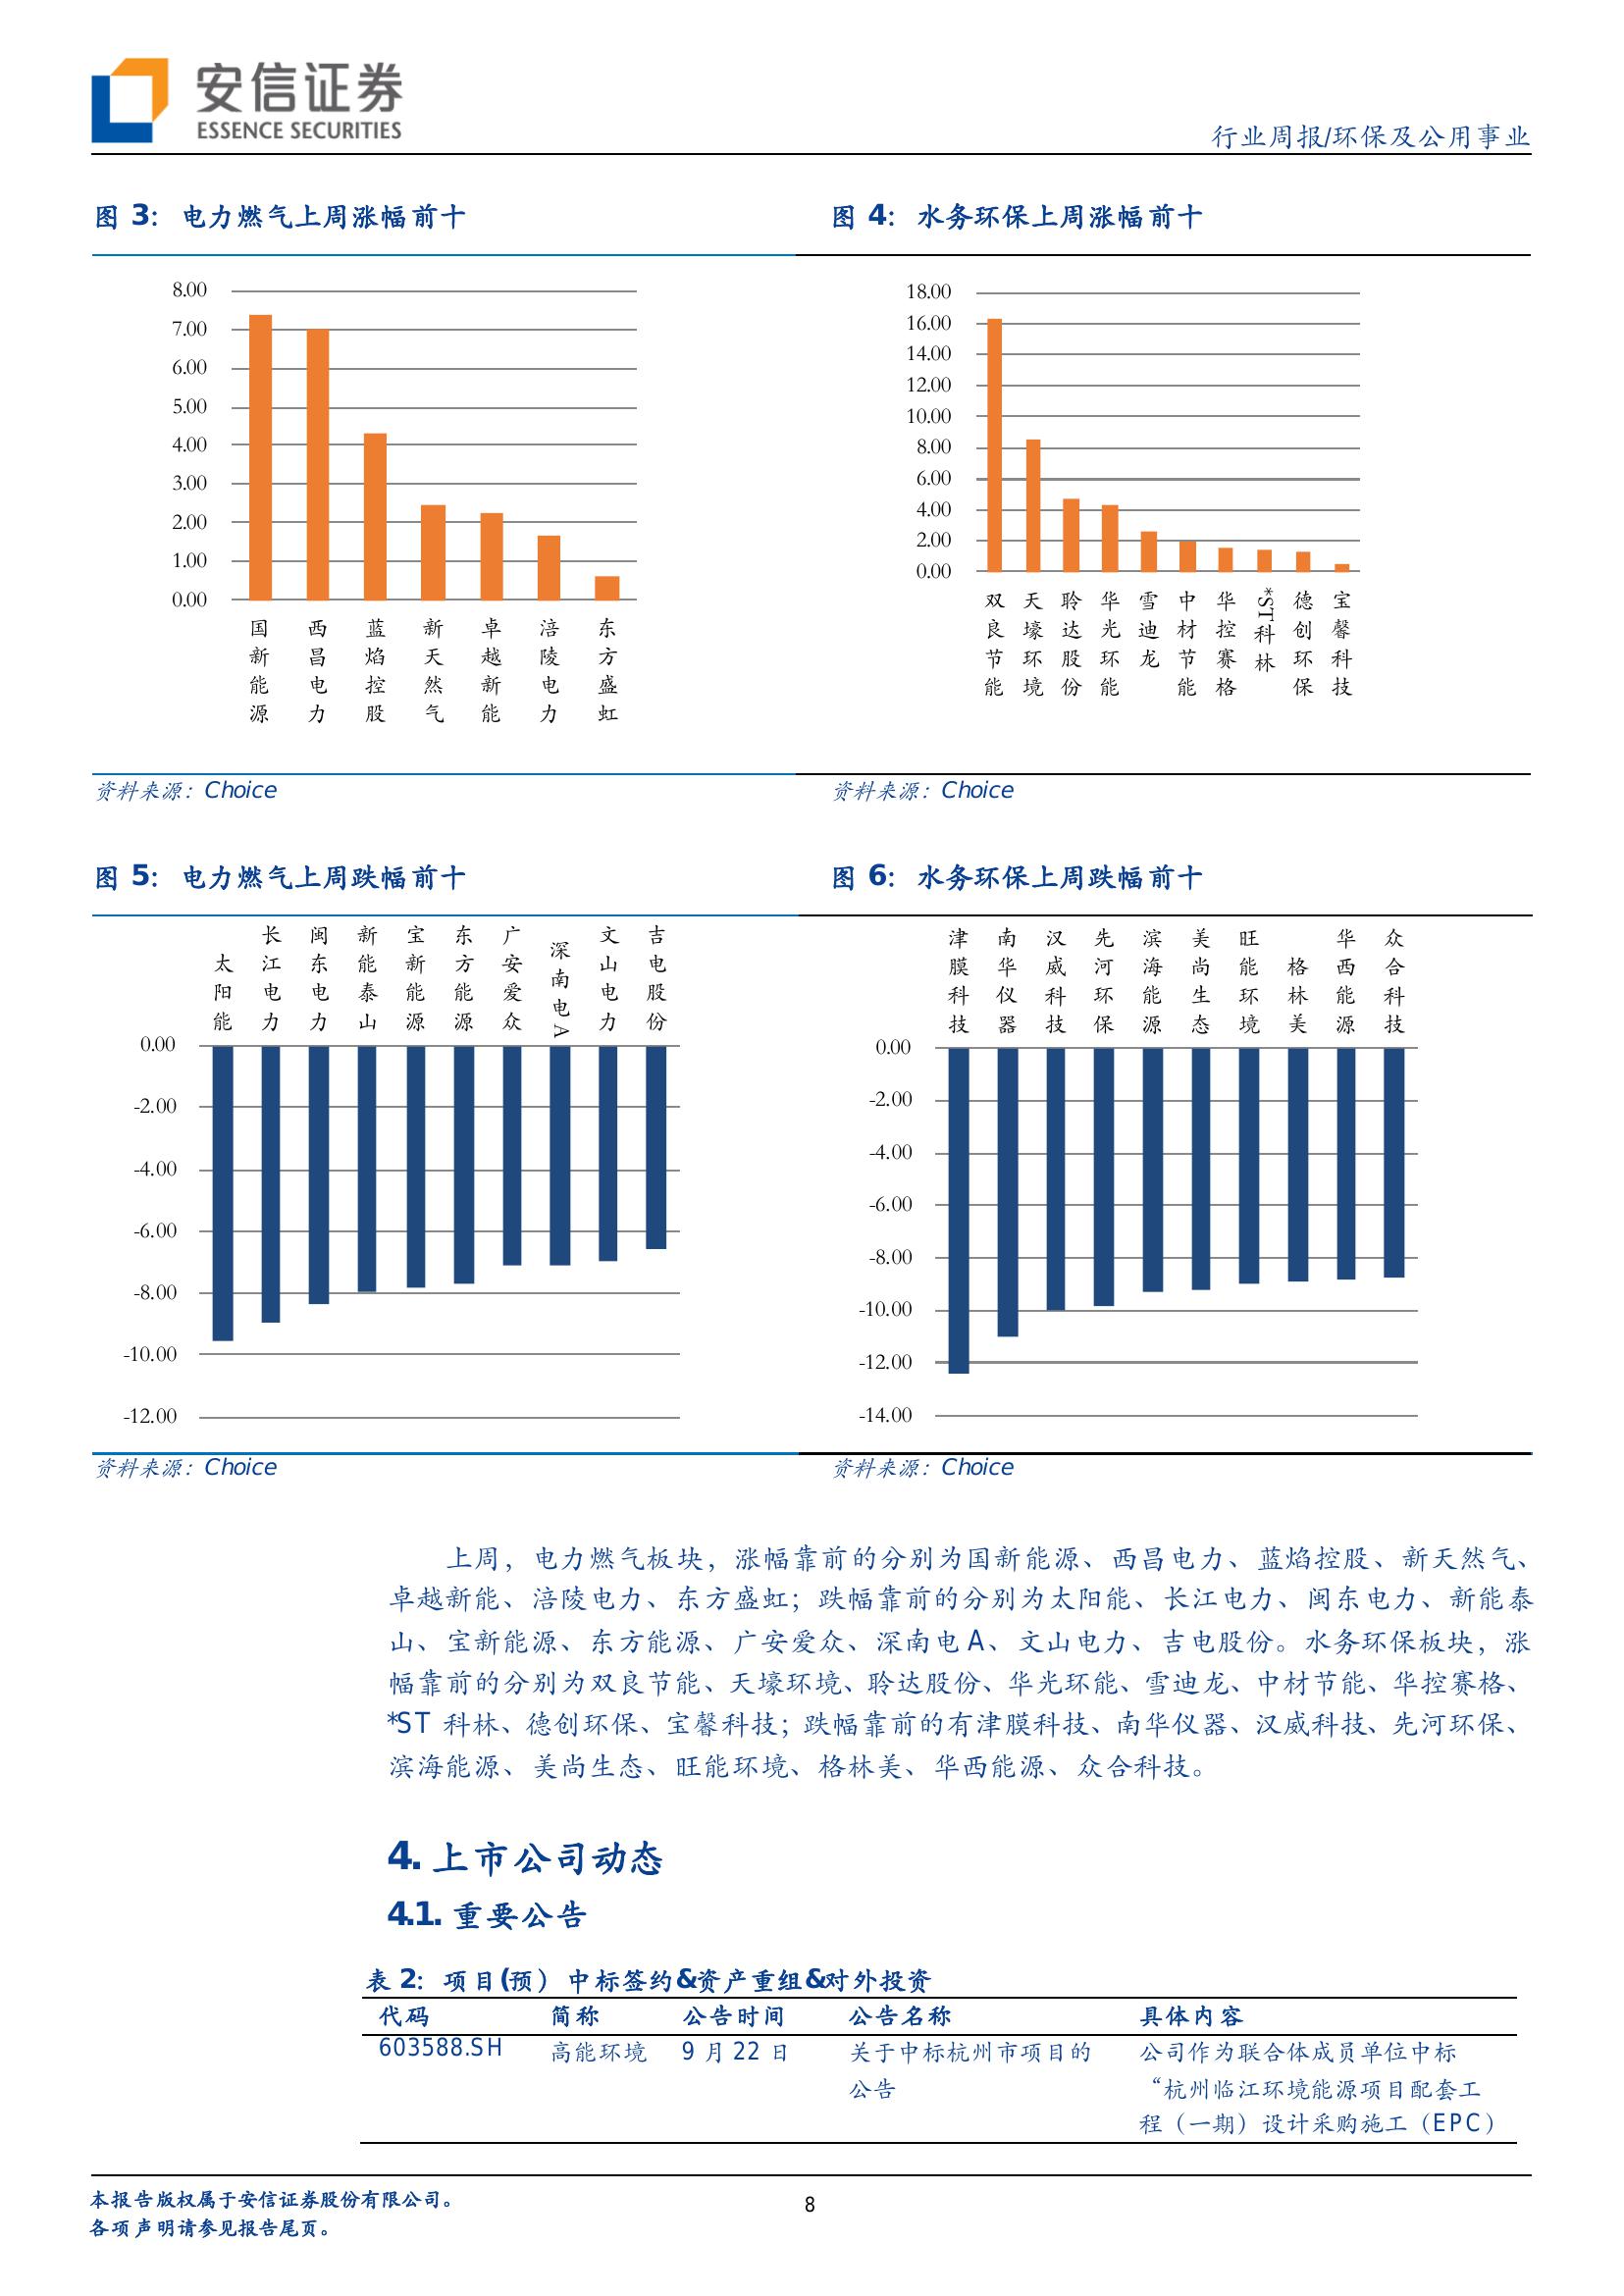 安信证券
ESSENCE SECURITIES
行业周报/环保及公用事业
图 3：电力燃气上周涨幅前十
8.00
7.00
6.00
5.00
4.00
3.00
2.00
1.00
0.00
国新能源
西昌电力
蓝焰控股
新天然气
卓越新能
涪陵电力
东方盛虹
资料来源：Choice
图 4：水务环保上周涨幅前十
18.00
16.00
14.00
12.00
10.00
8.00
6.00
4.00
2.00
0.00
双良节能
天壕环境
聆达股份
华光环能
雪迪龙
中材节能
华控赛格
*ST科林
德创环保
宝馨科技
资料来源：Choice
图 5：电力燃气上周跌幅前十
太阳能
长江电力
闽东电力
新能泰山
宝新能源
东方能源
广安爱众
深南电A
文山电力
吉电股份
0.00
-2.00
-4.00
-6.00
-8.00
-10.00
-12.00
资料来源：Choice
图 6：水务环保上周跌幅前十
津膜科技
南华仪器
汉威科技
先河环保
滨海能源
美尚生态
旺能环境
格林美
华西能源
众合科技
0.00
-2.00
-4.00
-6.00
-8.00
-10.00
-12.00
-14.00
资料来源：Choice
上周，电力燃气板块，涨幅靠前的分别为国新能源、西昌电力、蓝焰控股、新天然气、
卓越新能、涪陵电力、东方盛虹；跌幅靠前的分别为太阳能、长江电力、闽东电力、新能泰
山、宝新能源、东方能源、广安爱众、深南电 A、文山电力、吉电股份。水务环保板块，涨
幅靠前的分别为双良节能、天壕环境、聆达股份、华光环能、雪迪龙、中材节能、华控赛格、
*ST 科林、德创环保、宝馨科技；跌幅靠前的有津膜科技、南华仪器、汉威科技、先河环保、
滨海能源、美尚生态、旺能环境、格林美、华西能源、众合科技。
4. 上市公司动态
4.1. 重要公告
表 2：项目(预）中标签约&资产重组&对外投资
代码 简称 公告时间 公告名称 具体内容
603588.SH 高能环境 9 月 22 日 关于中标杭州市项目的 公司作为联合体成员单位中标
公告 “杭州临江环境能源项目配套工
程（一期）设计采购施工（EPC）
本报告版权属于安信证券股份有限公司。
各项声明请参见报告尾页。
8